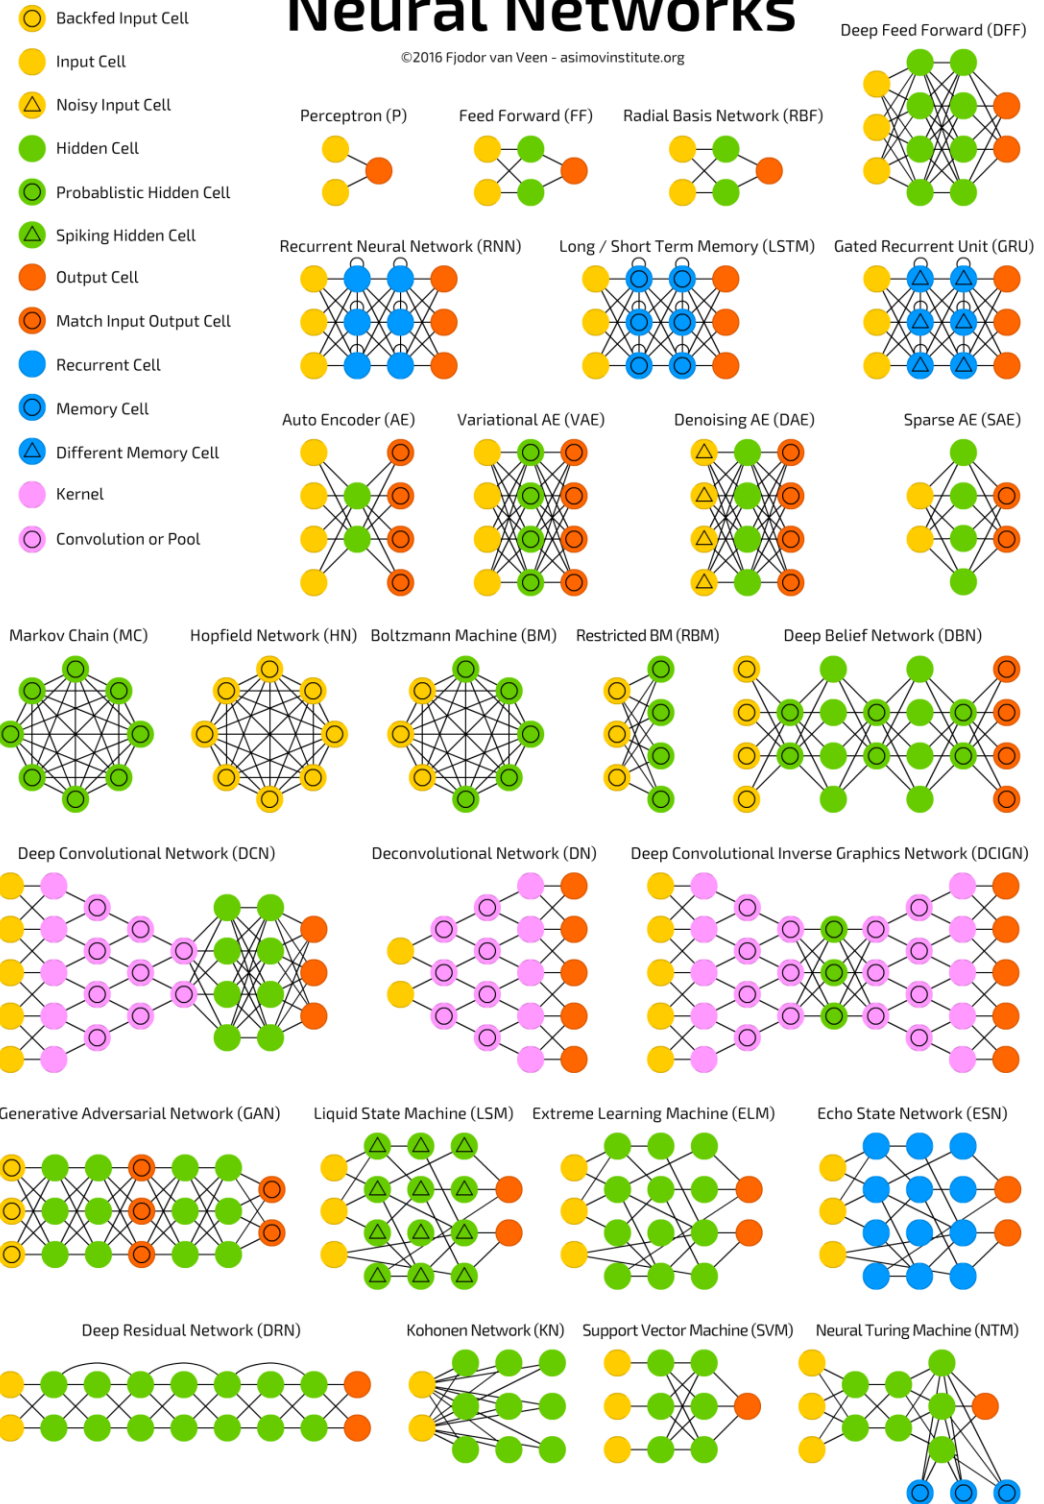 Neural Networks
©2016 Fjodor van Veen - asimovinstitute.org
Backfed Input Cell
Input Cell
Noisy Input Cell
Hidden Cell
Probablistic Hidden Cell
Spiking Hidden Cell
Output Cell
Match Input Output Cell
Recurrent Cell
Memory Cell
Different Memory Cell
Kernel
Convolution or Pool
Deep Feed Forward (DFF)
Perceptron (P)
Feed Forward (FF)
Radial Basis Network (RBF)
Recurrent Neural Network (RNN)
Long / Short Term Memory (LSTM)
Gated Recurrent Unit (GRU)
Auto Encoder (AE)
Variational AE (VAE)
Denoising AE (DAE)
Sparse AE (SAE)
Markov Chain (MC)
Hopfield Network (HN)
Boltzmann Machine (BM)
Restricted BM (RBM)
Deep Belief Network (DBN)
Deep Convolutional Network (DCN)
Deconvolutional Network (DN)
Deep Convolutional Inverse Graphics Network (DCIGN)
Generative Adversarial Network (GAN)
Liquid State Machine (LSM)
Extreme Learning Machine (ELM)
Echo State Network (ESN)
Deep Residual Network (DRN)
Kohonen Network (KN)
Support Vector Machine (SVM)
Neural Turing Machine (NTM)